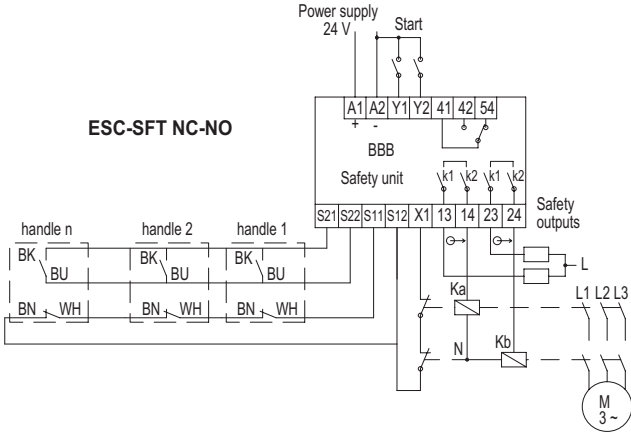 Power supply
24 V
Start
ESC-SFT NC-NO
A1 A2 Y1 Y2 41 42 54
+ -
BBB
Safety unit
k1 k2 k1 k2
S21 S22 S11 S12 X1 13 14 23 24
Safety
outputs
handle n handle 2 handle 1
BK BK BK
BU BU BU
L
BN WH BN WH BN WH
Ka
L1 L2 L3
N
Kb
M
3 ~